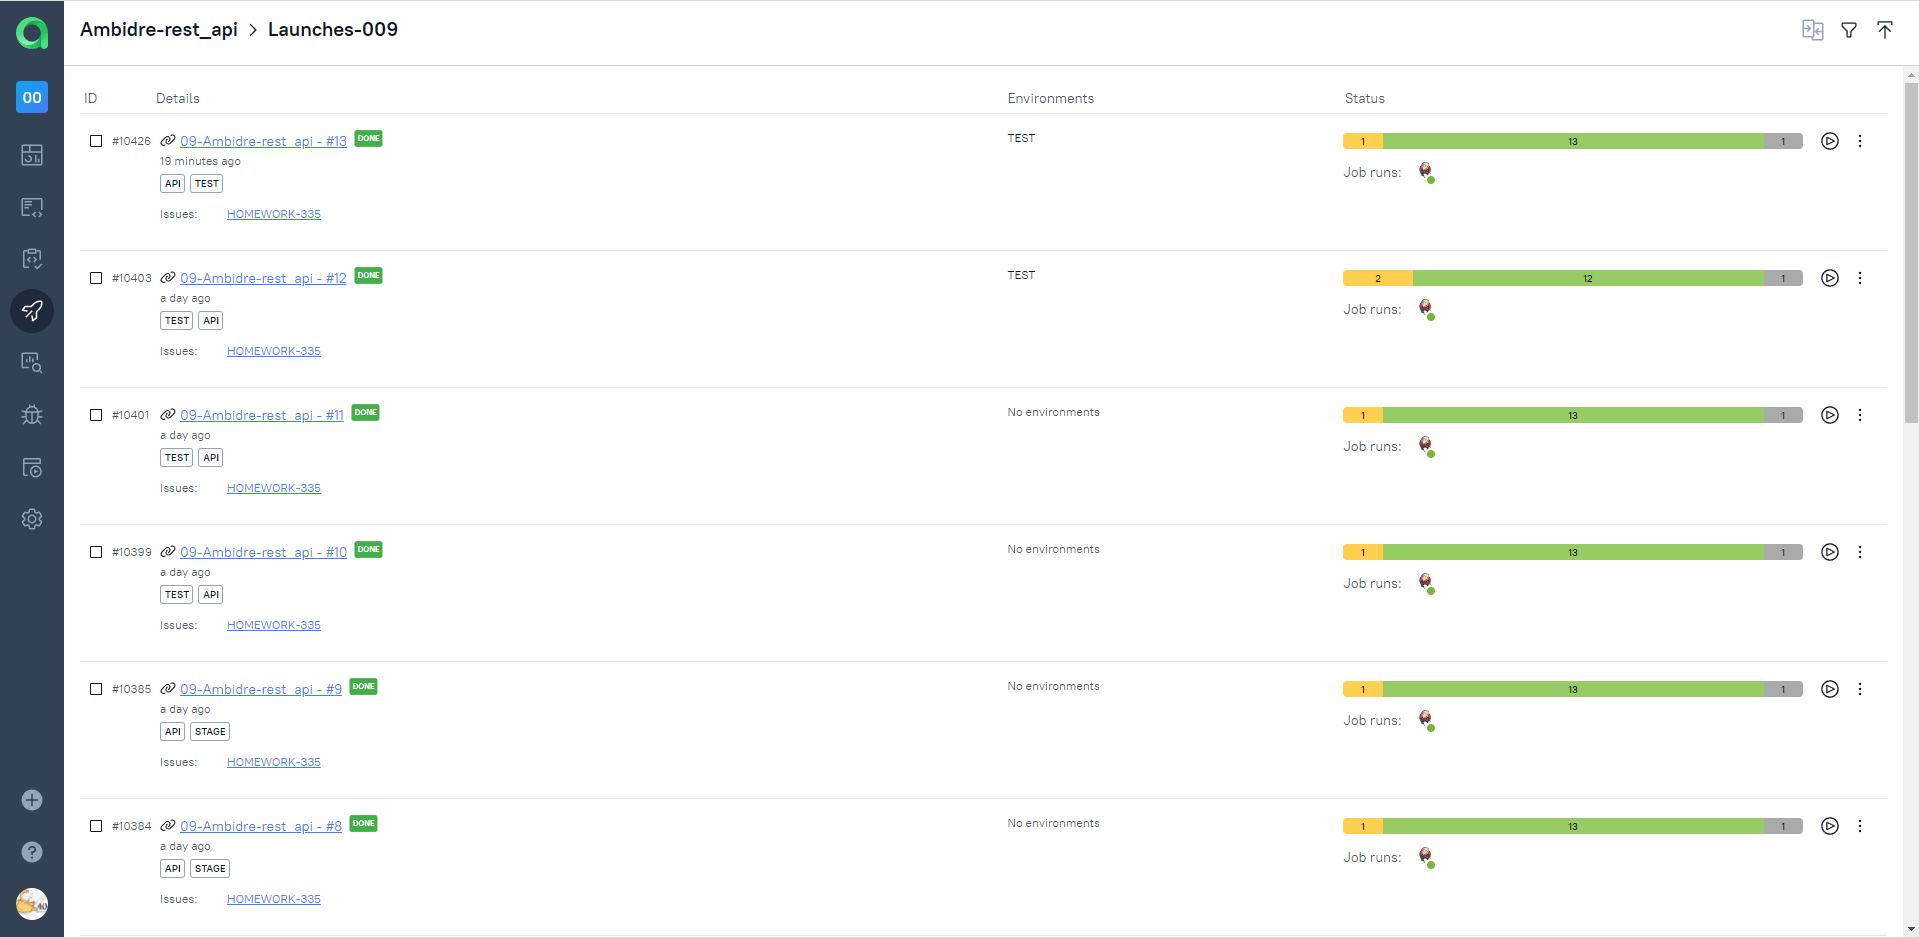 Ambidre-rest_api > Launches-009
00
ID Details Environments Status
#10426 09-Ambidre-rest_api - #13 DONE TEST 1 13 1
19 minutes ago
Job runs:
API TEST
Issues: HOMEWORK-335
#10403 09-Ambidre-rest_api - #12 DONE TEST 2 12 1
a day ago
Job runs:
TEST API
Issues: HOMEWORK-335
#10401 09-Ambidre-rest_api - #11 DONE No environments 1 13 1
a day ago
Job runs:
TEST API
Issues: HOMEWORK-335
#10399 09-Ambidre-rest_api - #10 DONE No environments 1 13 1
a day ago
Job runs:
TEST API
Issues: HOMEWORK-335
#10385 09-Ambidre-rest_api - #9 DONE No environments 1 13 1
a day ago
Job runs:
API STAGE
Issues: HOMEWORK-335
#10384 09-Ambidre-rest_api - #8 DONE No environments 1 13 1
a day ago
Job runs:
API STAGE
Issues: HOMEWORK-335